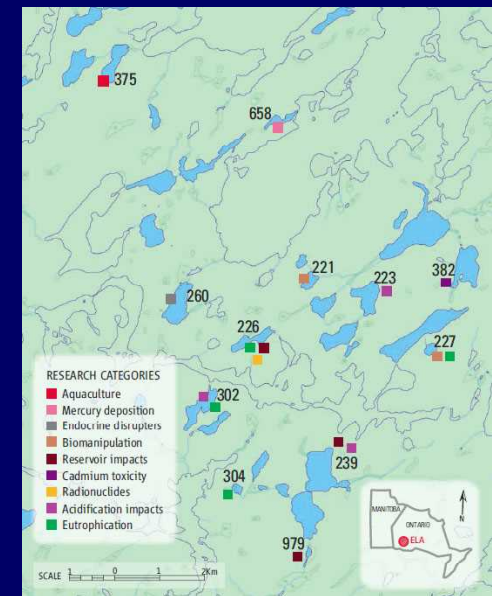 375
658
221
223
382
260
226
227
302
239
304
979
RESEARCH CATEGORIES
Aquaculture
Mercury deposition
Endocrine disrupters
Biomanipulation
Reservoir impacts
Cadmium toxicity
Radionuclides
Acidification impacts
Eutrophication
SCALE 1 0 1 2Km
MANITOBA
ONTARIO
N
ELA